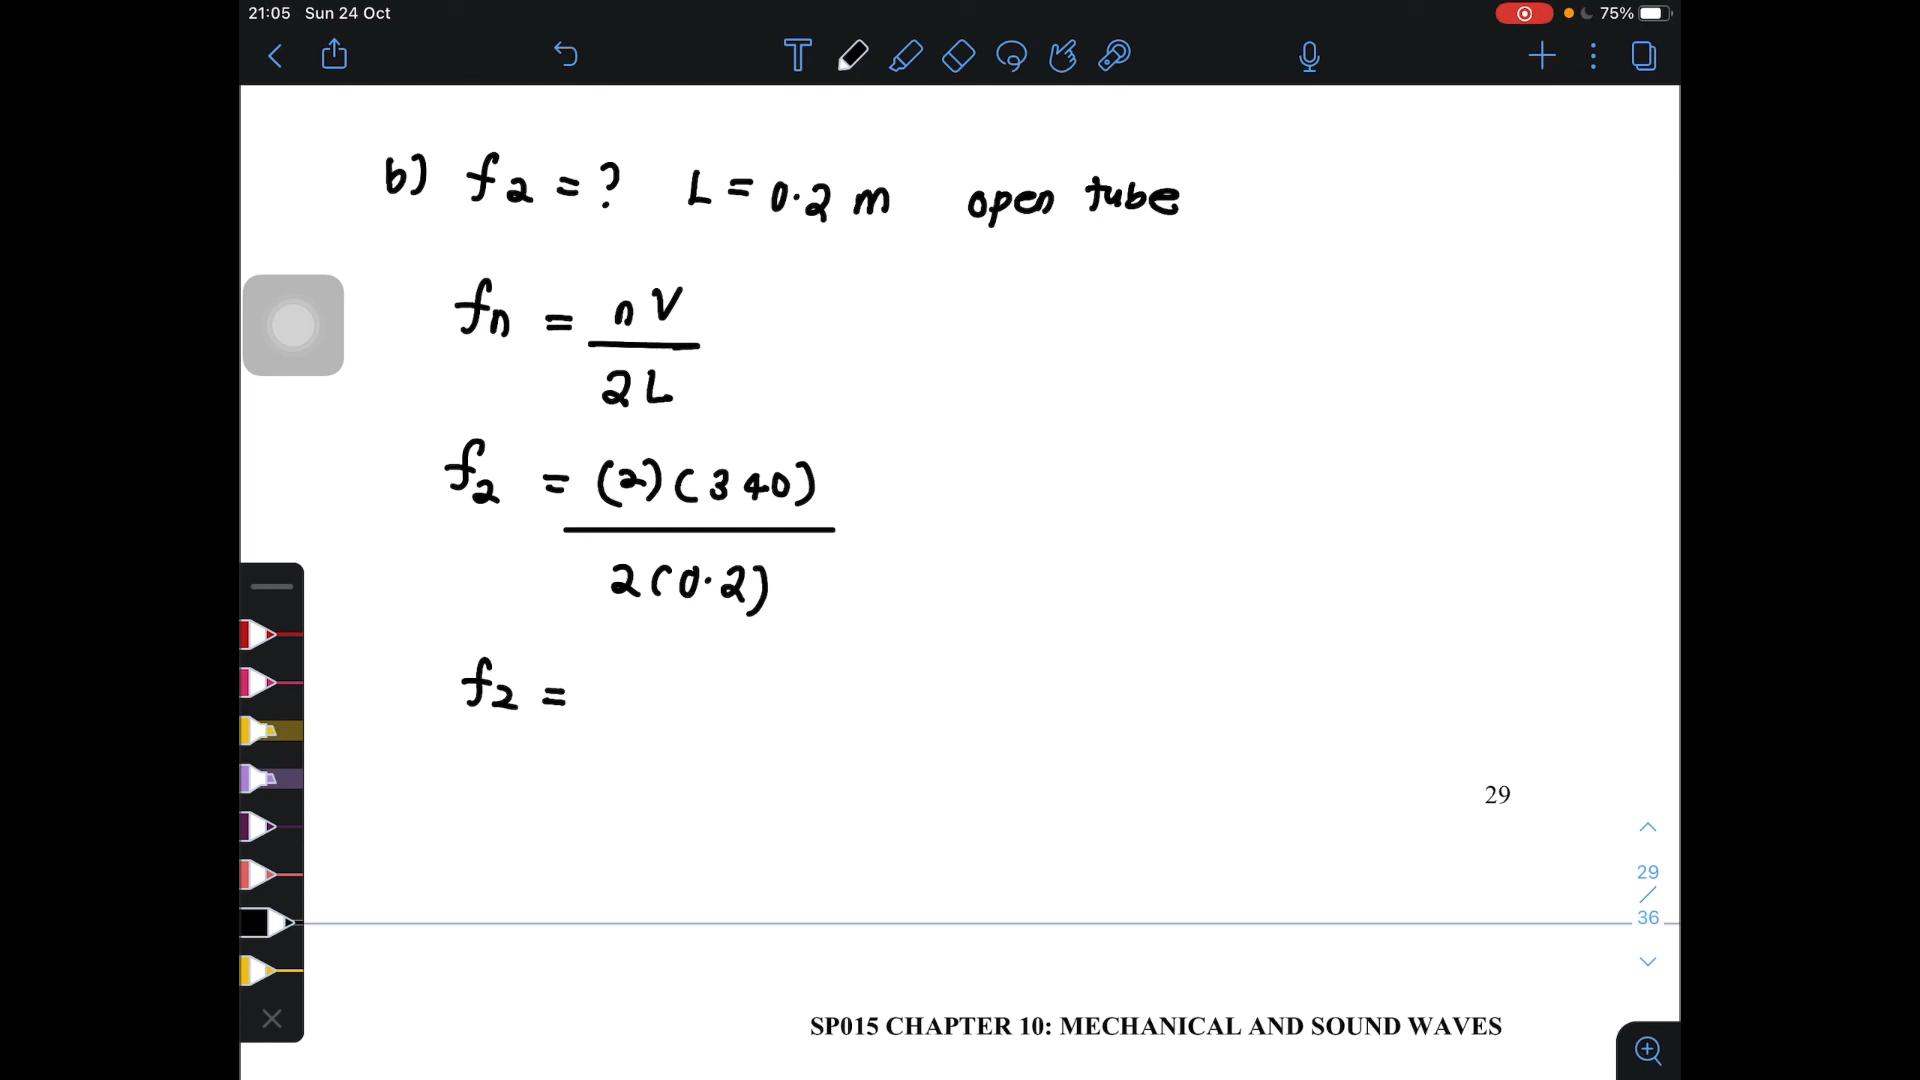 21:05 Sun 24 Oct
75%
b) f2 = ? L = 0.2 m open tube
fn = nV
2L
f2 = (2)(340)
2(0.2)
f2 =
29
29
/
36
SP015 CHAPTER 10: MECHANICAL AND SOUND WAVES